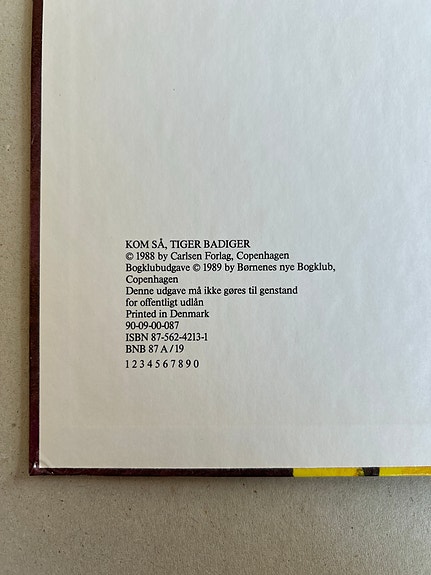 KOM SÅ, TIGER BADIGER
© 1988 by Carlsen Forlag, Copenhagen
Bogklubudgave © 1989 by Børnenes nye Bogklub,
Copenhagen
Denne udgave må ikke gøres til genstand
for offentligt udlån
Printed in Denmark
90-09-00-087
ISBN 87-562-4213-1
BNB 87 A / 19
1 2 3 4 5 6 7 8 9 0